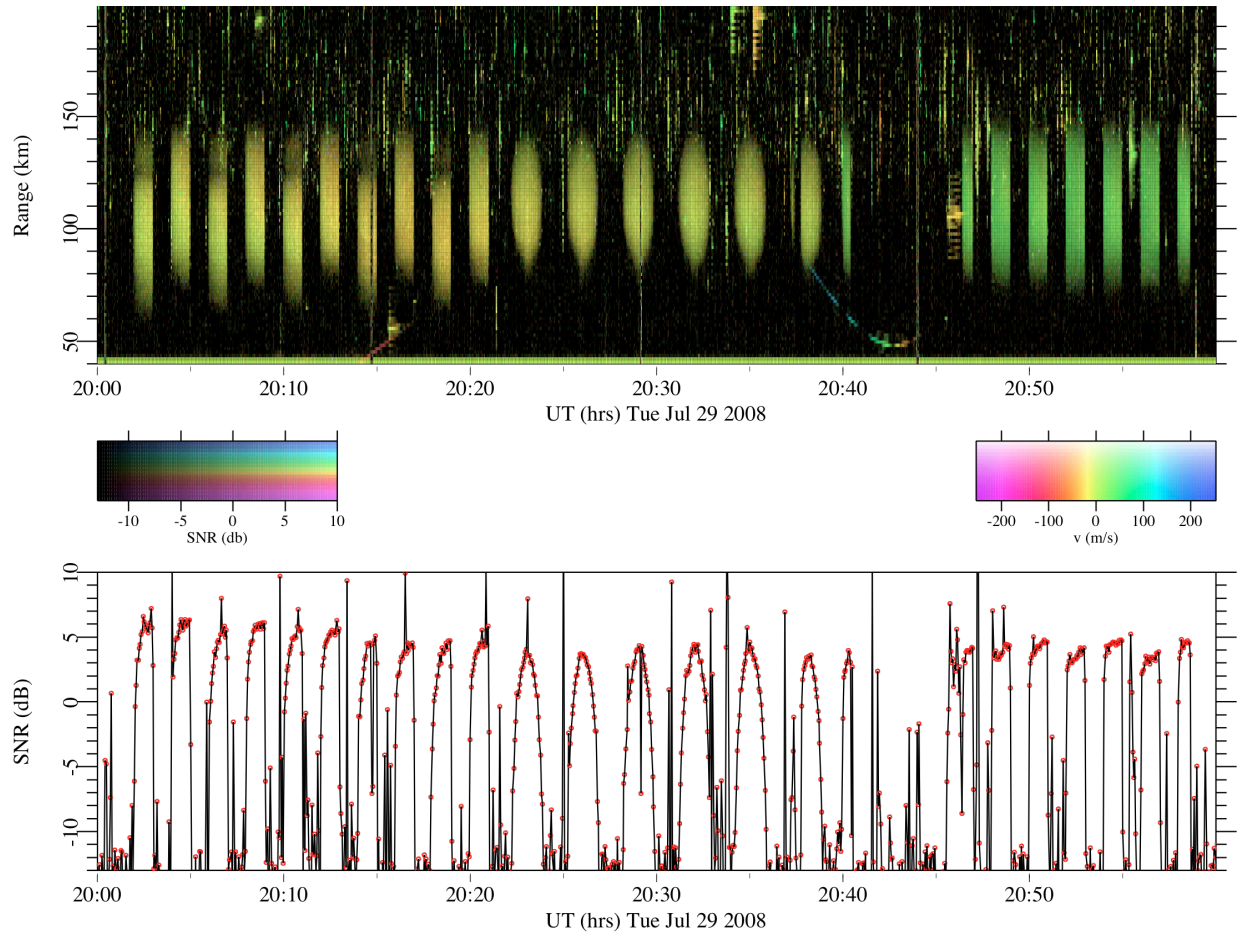 Range (km)
150
100
50
20:00 20:10 20:20 20:30 20:40 20:50
UT (hrs) Tue Jul 29 2008
-10 -5 0 5 10
SNR (db)
-200 -100 0 100 200
v (m/s)
SNR (dB)
10
5
0
-5
-10
20:00 20:10 20:20 20:30 20:40 20:50
UT (hrs) Tue Jul 29 2008